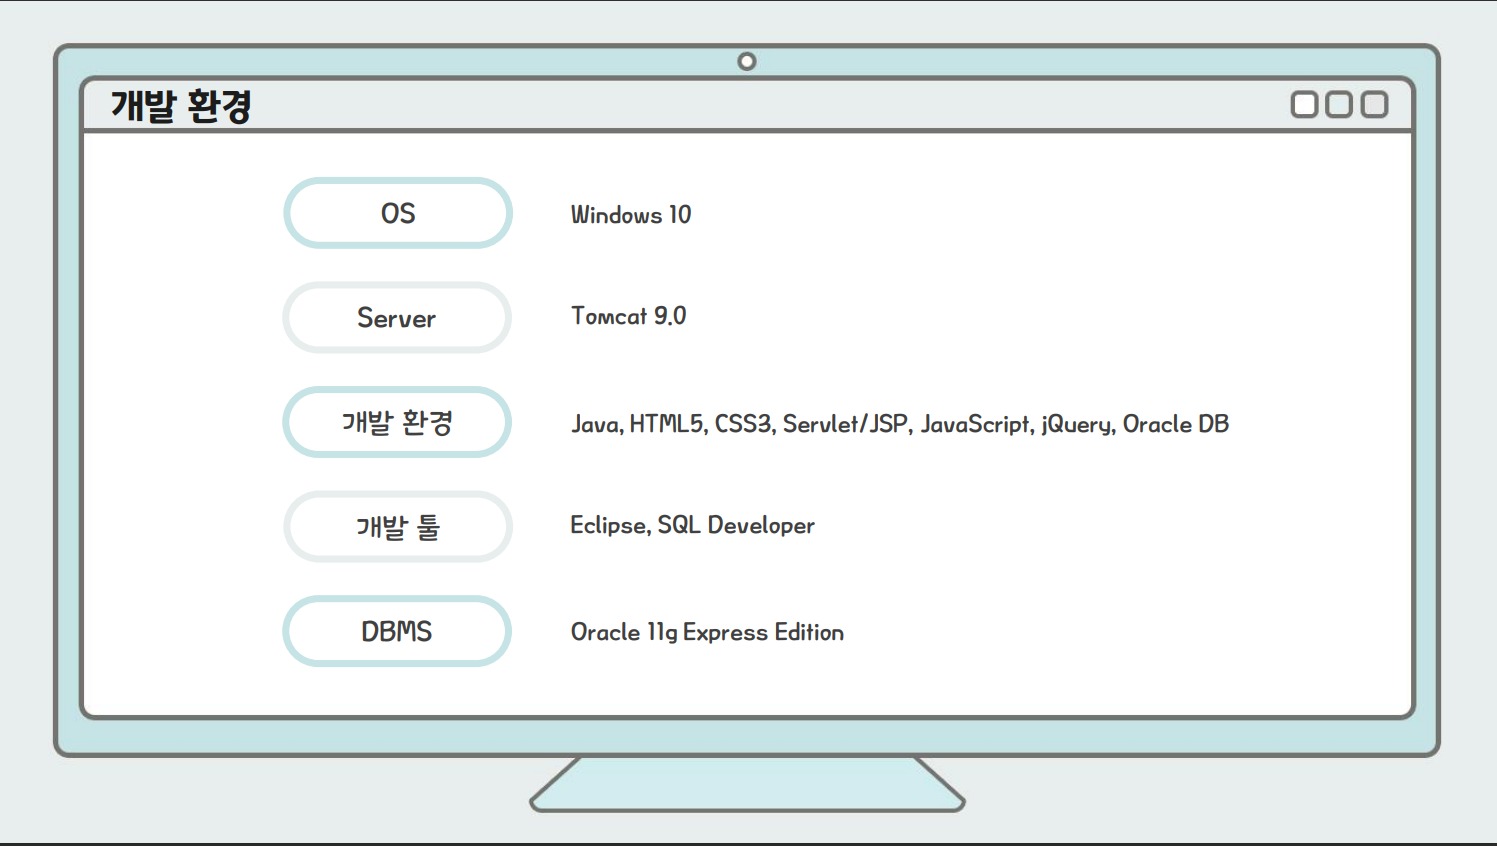 개발 환경
OS
Windows 10
Server
Tomcat 9.0
개발 환경
Java, HTML5, CSS3, Servlet/JSP, JavaScript, jQuery, Oracle DB
개발 툴
Eclipse, SQL Developer
DBMS
Oracle 11g Express Edition